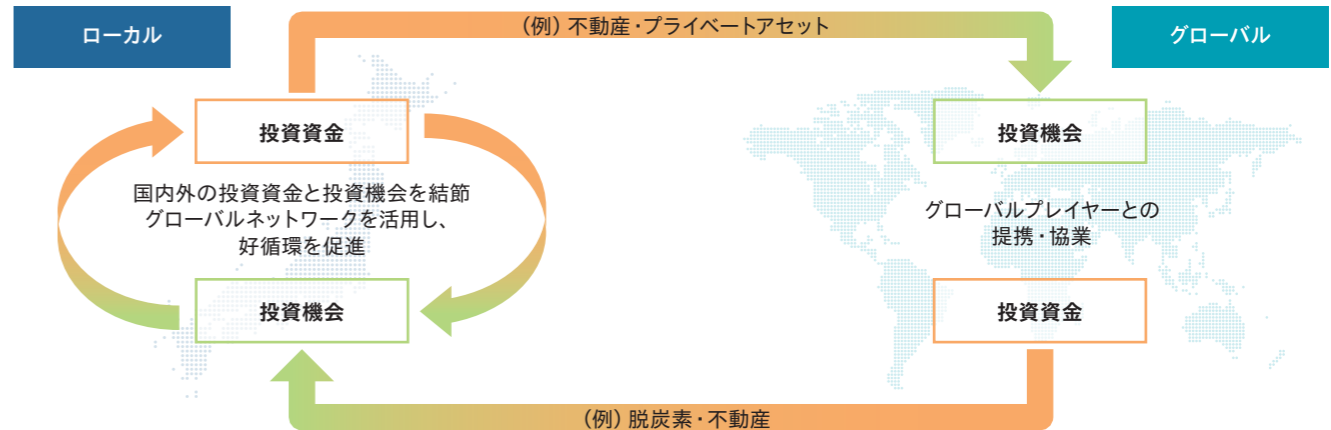 ローカル
(例) 不動産・プライベートアセット
グローバル
投資資金
国内外の投資資金と投資機会を結節
グローバルネットワークを活用し、
好循環を促進
投資機会
投資機会
グローバルプレイヤーとの
提携・協業
投資資金
(例) 脱炭素・不動産